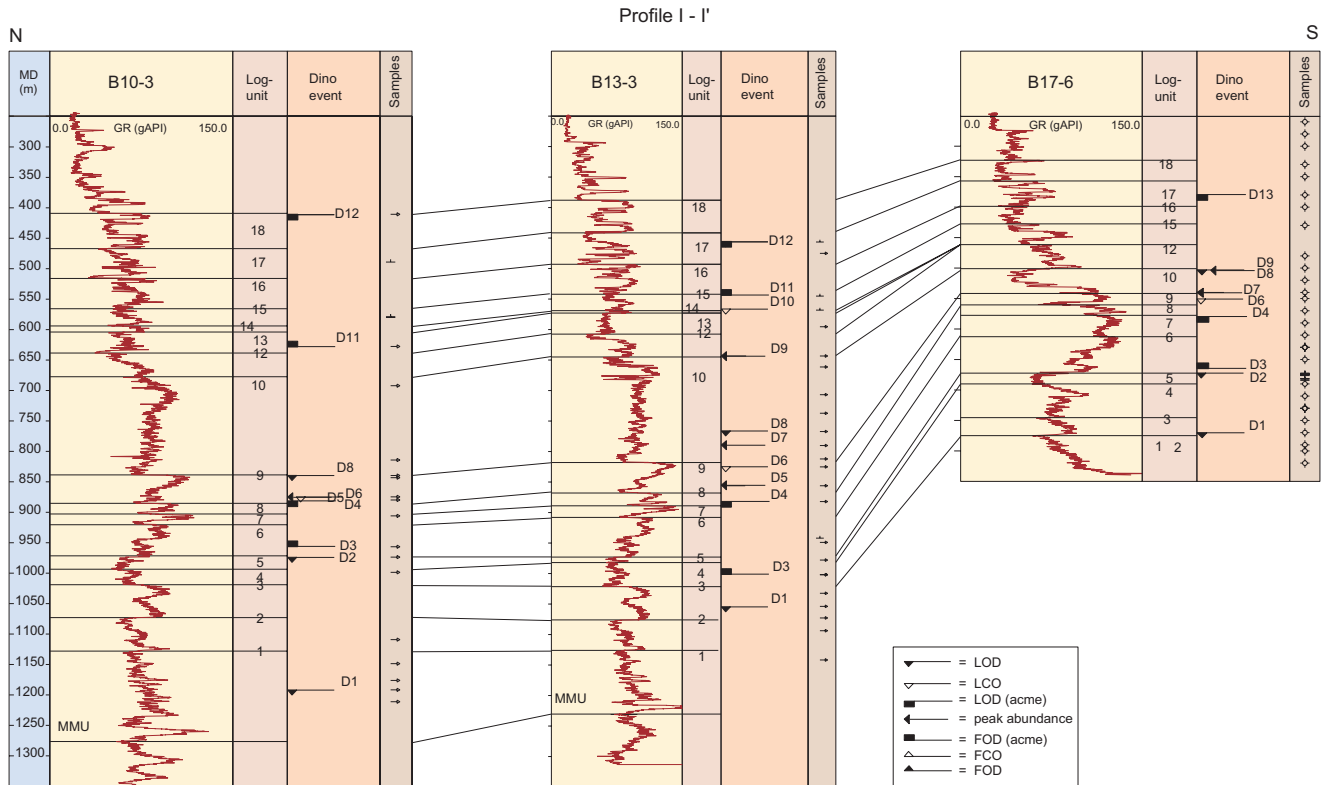 Profile I - I'
N
S
MD
(m)
B10-3
Log-
unit
Dino
event
Samples
0.0
GR (gAPI)
150.0
300
350
400
450
500
550
600
650
700
750
800
850
900
950
1000
1050
1100
1150
1200
1250
1300
18
17
16
15
14
13
12
10
9
8
7
6
5
4
3
2
1
D12
D11
D8
D6
D5
D4
D3
D2
D1
MMU
B13-3
Log-
unit
Dino
event
Samples
0.0
GR (gAPI)
150.0
18
17
16
15
14
13
12
10
9
8
7
6
5
4
3
2
1
D12
D11
D10
D9
D8
D7
D6
D5
D4
D3
D1
MMU
B17-6
Log-
unit
Dino
event
Samples
0.0
GR (gAPI)
150.0
18
17
16
15
12
10
9
8
7
6
5
4
3
1 2
D13
D9
D8
D7
D6
D4
D3
D2
D1
= LOD
= LCO
= LOD (acme)
= peak abundance
= FOD (acme)
= FCO
= FOD